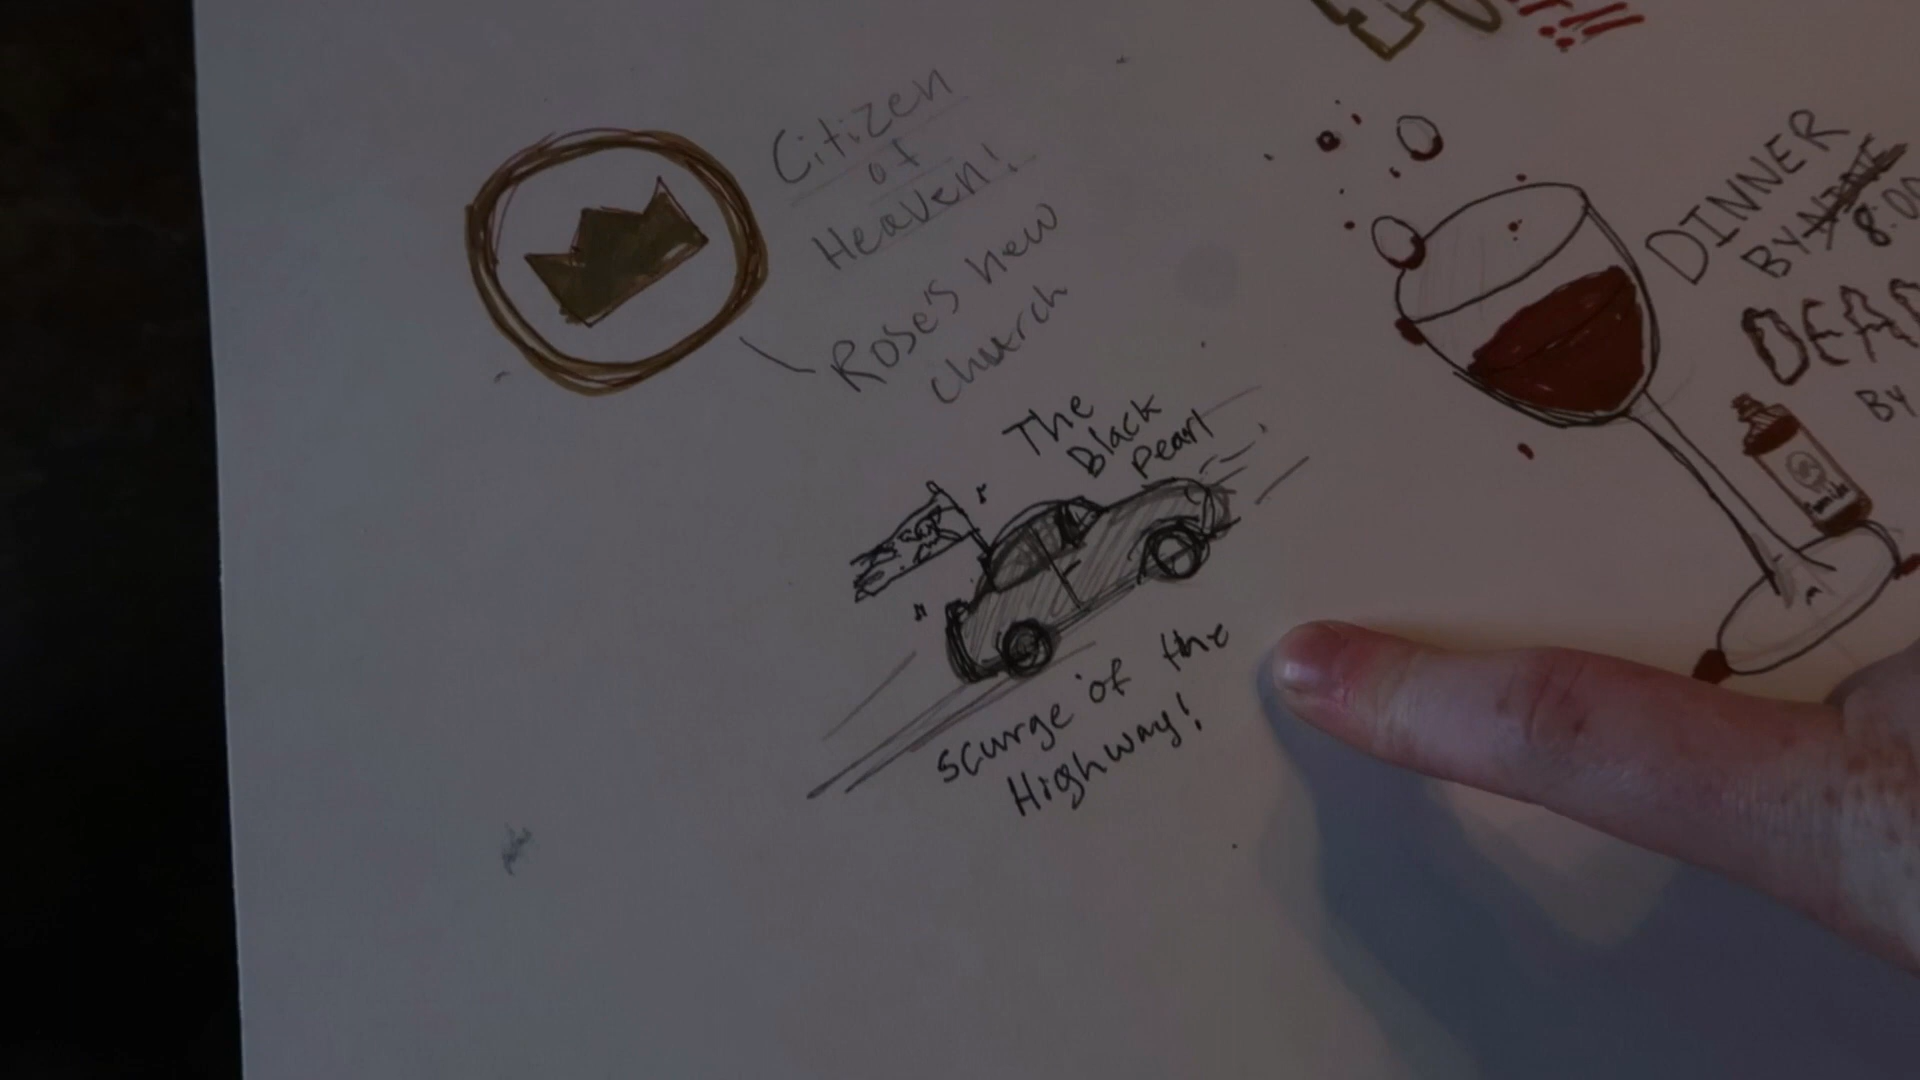 Citizen
of
Heaven!
Rose's new
church
The
Black
Pearl
scurge of the
Highway!
DINNER
BY
8:00
BY